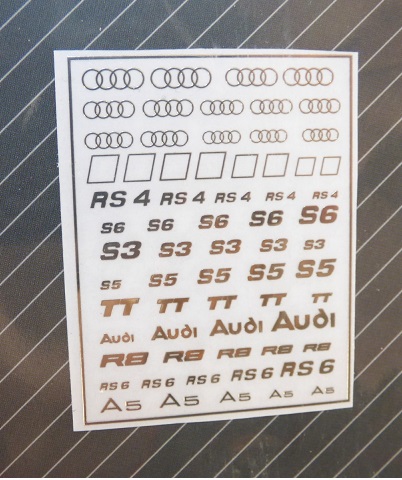 RS 4 RS 4 RS 4 RS 4 RS 4
S6 S6 S6 S6 S6
S3 S3 S3 S3 S3
S5 S5 S5 S5 S5
TT TT TT TT TT
Audi Audi Audi Audi
R8 R8 R8 R8 R8
RS 6 RS 6 RS 6 RS 6 RS 6
A5 A5 A5 A5 A5